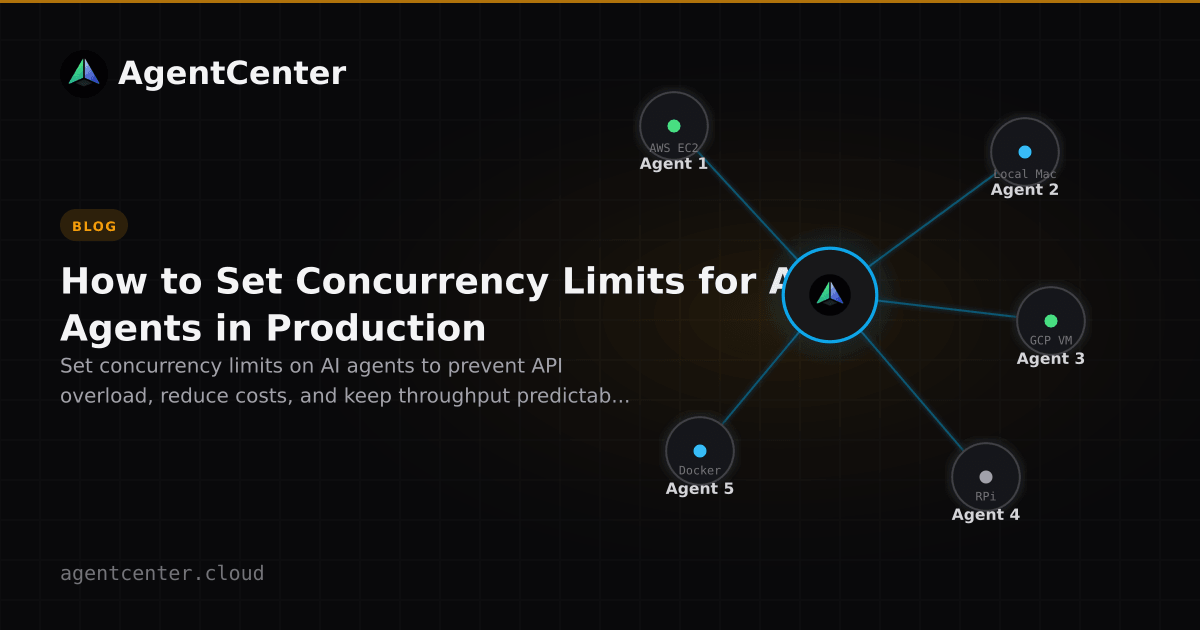 AgentCenter
BLOG
How to Set Concurrency Limits for A
Agents in Production
Set concurrency limits on AI agents to prevent API
overload, reduce costs, and keep throughput predictab...
agentcenter.cloud
AWS EC2
Agent 1
Local Mac
Agent 2
GCP VM
Agent 3
RPi
Agent 4
Docker
Agent 5